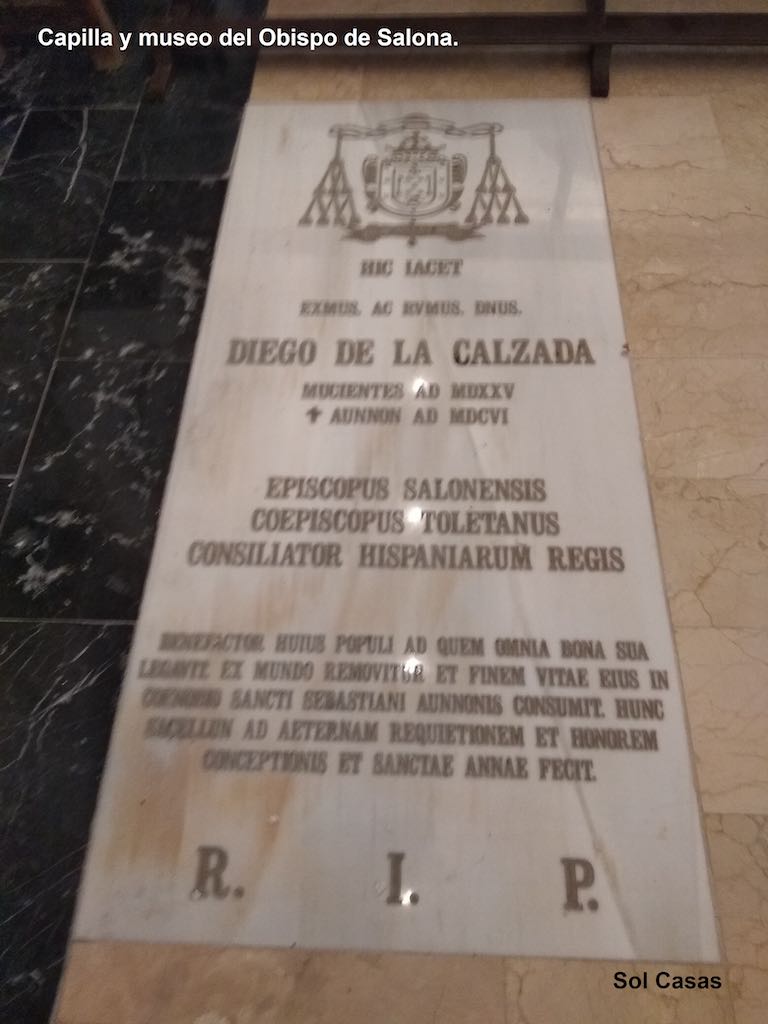 Capilla y museo del Obispo de Salona.
HIC IACET
EXMUS. AC RVMUS. DNUS.
DIEGO DE LA CALZADA
MUCIENTES AD MDXXV
✝ AUNNON AD MDCVI
EPISCOPUS SALONENSIS
COEPISCOPUS TOLETANUS
CONSILIATOR HISPANIARUM REGIS
BENEFACTOR HUIUS POPULI AD QUEM OMNIA BONA SUA
LEGANTE EX MUNDO REMOVITUR ET FINEM VITAE EIUS IN
COENOBIO SANCTI SEBASTIANI AUNNONIS CONSUMIT. HUNC
SACELLUN AD AETERNAM REQUIETIONEM ET HONOREM
CONCEPTIONIS ET SANCTAE ANNAE FECIT.
R. I. P.
Sol Casas